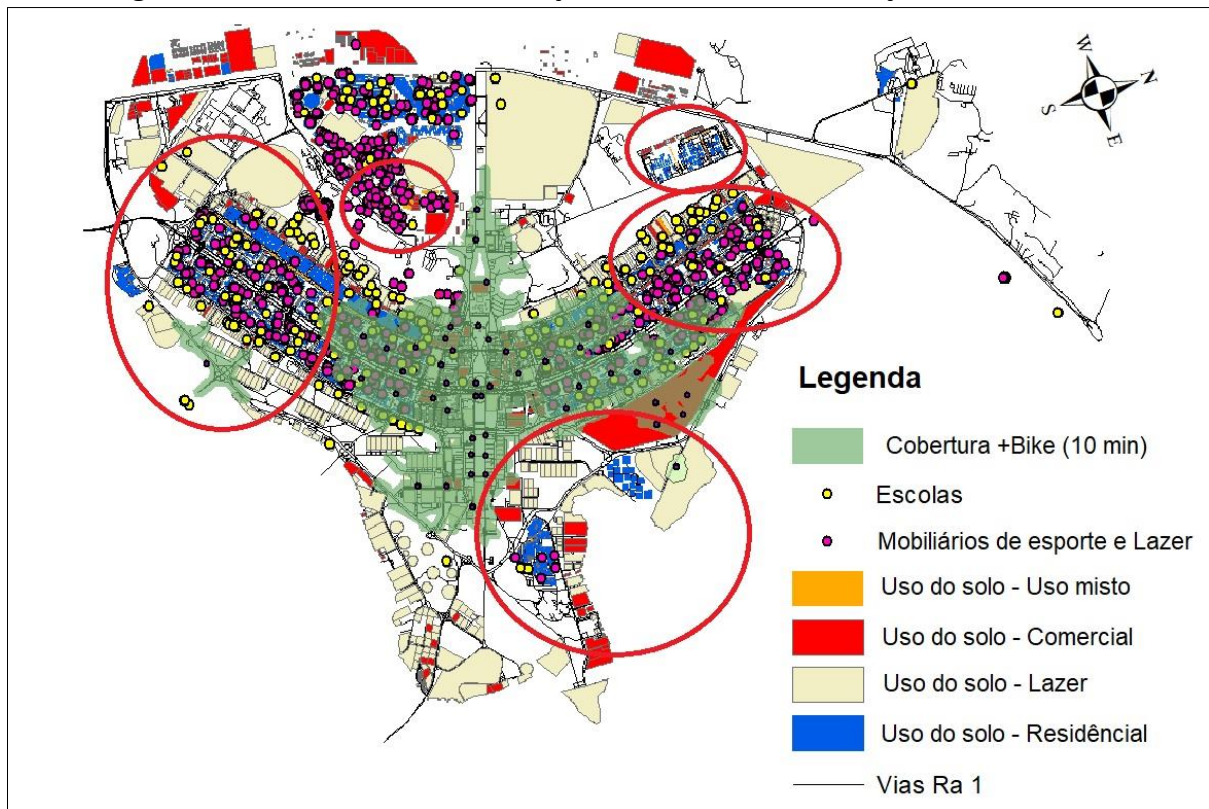 W
N
S
E
Legenda
Cobertura +Bike (10 min)
Escolas
Mobiliários de esporte e Lazer
Uso do solo - Uso misto
Uso do solo - Comercial
Uso do solo - Lazer
Uso do solo - Residêncial
Vias Ra 1